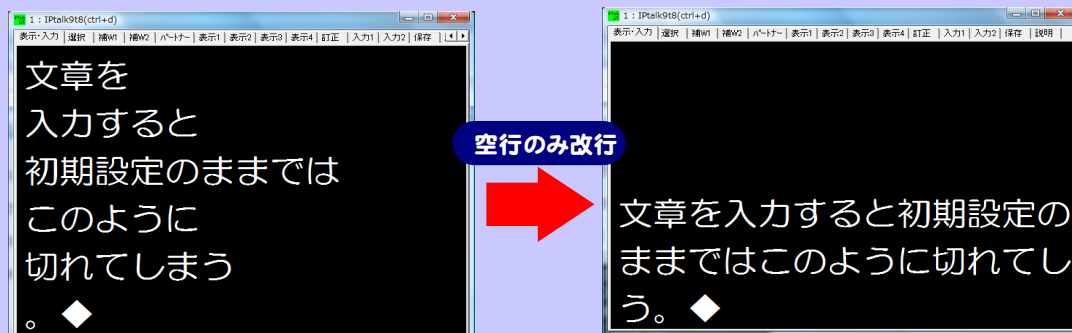 1 : IPtalk9t8(ctrl+d)
表示・入力 選択 補W1 補W2 パートナー 表示1 表示2 表示3 表示4 訂正 入力1 入力2 保存
文章を
入力すると
初期設定のままでは
このように
切れてしまう
。◆
空行のみ改行
1 : IPtalk9t8(ctrl+d)
表示・入力 選択 補W1 補W2 パートナー 表示1 表示2 表示3 表示4 訂正 入力1 入力2 保存 説明
文章を入力すると初期設定の
ままではこのように切れてし
う。◆